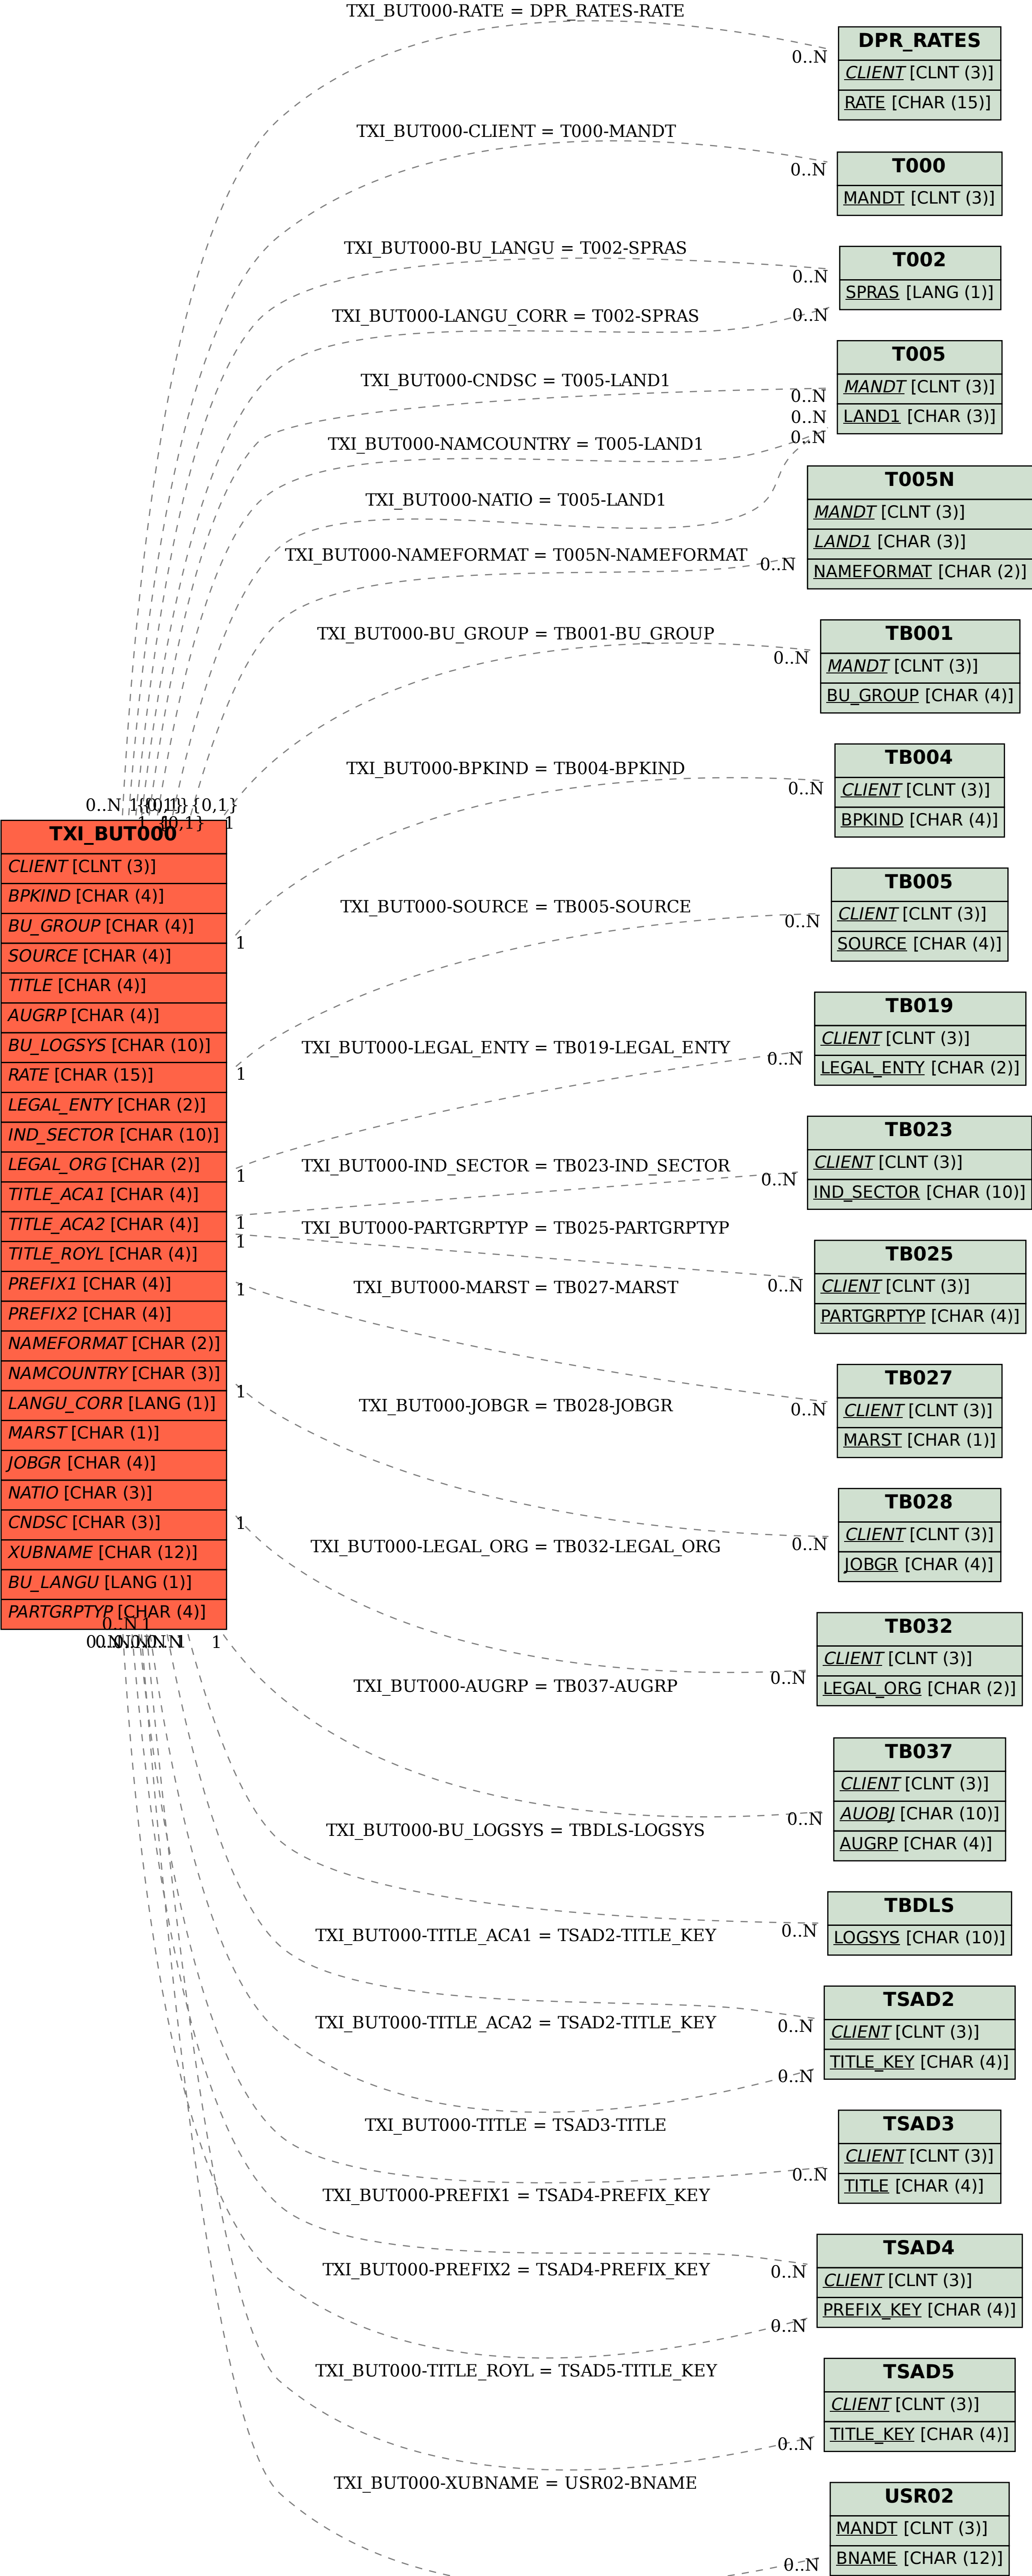 TXI_BUT000-RATE = DPR_RATES-RATE
0..N
DPR_RATES
CLIENT [CLNT (3)]
RATE [CHAR (15)]
TXI_BUT000-CLIENT = T000-MANDT
0..N
T000
MANDT [CLNT (3)]
TXI_BUT000-BU_LANGU = T002-SPRAS
0..N
TXI_BUT000-LANGU_CORR = T002-SPRAS
0..N
T002
SPRAS [LANG (1)]
TXI_BUT000-CNDSC = T005-LAND1
0..N
TXI_BUT000-NAMCOUNTRY = T005-LAND1
0..N
TXI_BUT000-NATIO = T005-LAND1
0..N
T005
MANDT [CLNT (3)]
LAND1 [CHAR (3)]
TXI_BUT000-NAMEFORMAT = T005N-NAMEFORMAT
0..N
T005N
MANDT [CLNT (3)]
LAND1 [CHAR (3)]
NAMEFORMAT [CHAR (2)]
TXI_BUT000-BU_GROUP = TB001-BU_GROUP
0..N
TB001
MANDT [CLNT (3)]
BU_GROUP [CHAR (4)]
TXI_BUT000-BPKIND = TB004-BPKIND
0..N
TB004
CLIENT [CLNT (3)]
BPKIND [CHAR (4)]
0..N
{0,1}
1
TXI_BUT000
CLIENT [CLNT (3)]
BPKIND [CHAR (4)]
BU_GROUP [CHAR (4)]
SOURCE [CHAR (4)]
TITLE [CHAR (4)]
AUGRP [CHAR (4)]
BU_LOGSYS [CHAR (10)]
RATE [CHAR (15)]
LEGAL_ENTY [CHAR (2)]
IND_SECTOR [CHAR (10)]
LEGAL_ORG [CHAR (2)]
TITLE_ACA1 [CHAR (4)]
TITLE_ACA2 [CHAR (4)]
TITLE_ROYL [CHAR (4)]
PREFIX1 [CHAR (4)]
PREFIX2 [CHAR (4)]
NAMEFORMAT [CHAR (2)]
NAMCOUNTRY [CHAR (3)]
LANGU_CORR [LANG (1)]
MARST [CHAR (1)]
JOBGR [CHAR (4)]
NATIO [CHAR (3)]
CNDSC [CHAR (3)]
XUBNAME [CHAR (12)]
BU_LANGU [LANG (1)]
PARTGRPTYP [CHAR (4)]
0..N
1
1
1
1
1
1
1
1
1
1
1
1
TXI_BUT000-SOURCE = TB005-SOURCE
0..N
TB005
CLIENT [CLNT (3)]
SOURCE [CHAR (4)]
TXI_BUT000-LEGAL_ENTY = TB019-LEGAL_ENTY
0..N
TB019
CLIENT [CLNT (3)]
LEGAL_ENTY [CHAR (2)]
TXI_BUT000-IND_SECTOR = TB023-IND_SECTOR
0..N
TB023
CLIENT [CLNT (3)]
IND_SECTOR [CHAR (10)]
TXI_BUT000-PARTGRPTYP = TB025-PARTGRPTYP
0..N
TB025
CLIENT [CLNT (3)]
PARTGRPTYP [CHAR (4)]
TXI_BUT000-MARST = TB027-MARST
0..N
TB027
CLIENT [CLNT (3)]
MARST [CHAR (1)]
TXI_BUT000-JOBGR = TB028-JOBGR
0..N
TB028
CLIENT [CLNT (3)]
JOBGR [CHAR (4)]
TXI_BUT000-LEGAL_ORG = TB032-LEGAL_ORG
0..N
TB032
CLIENT [CLNT (3)]
LEGAL_ORG [CHAR (2)]
TXI_BUT000-AUGRP = TB037-AUGRP
0..N
TB037
CLIENT [CLNT (3)]
AUOBJ [CHAR (10)]
AUGRP [CHAR (4)]
TXI_BUT000-BU_LOGSYS = TBDLS-LOGSYS
0..N
TBDLS
LOGSYS [CHAR (10)]
TXI_BUT000-TITLE_ACA1 = TSAD2-TITLE_KEY
0..N
TXI_BUT000-TITLE_ACA2 = TSAD2-TITLE_KEY
0..N
TSAD2
CLIENT [CLNT (3)]
TITLE_KEY [CHAR (4)]
TXI_BUT000-TITLE = TSAD3-TITLE
0..N
TSAD3
CLIENT [CLNT (3)]
TITLE [CHAR (4)]
TXI_BUT000-PREFIX1 = TSAD4-PREFIX_KEY
0..N
TXI_BUT000-PREFIX2 = TSAD4-PREFIX_KEY
0..N
TSAD4
CLIENT [CLNT (3)]
PREFIX_KEY [CHAR (4)]
TXI_BUT000-TITLE_ROYL = TSAD5-TITLE_KEY
0..N
TSAD5
CLIENT [CLNT (3)]
TITLE_KEY [CHAR (4)]
TXI_BUT000-XUBNAME = USR02-BNAME
0..N
USR02
MANDT [CLNT (3)]
BNAME [CHAR (12)]